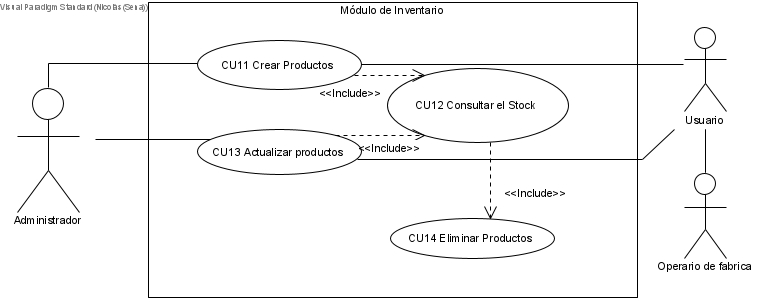 Visual Paradigm Standard (Nicolas (Sena))
Módulo de Inventario
CU11 Crear Productos
<<Include>>
CU12 Consultar el Stock
Usuario
CU13 Actualizar productos
<<Include>>
<<Include>>
Administrador
CU14 Eliminar Productos
Operario de fabrica